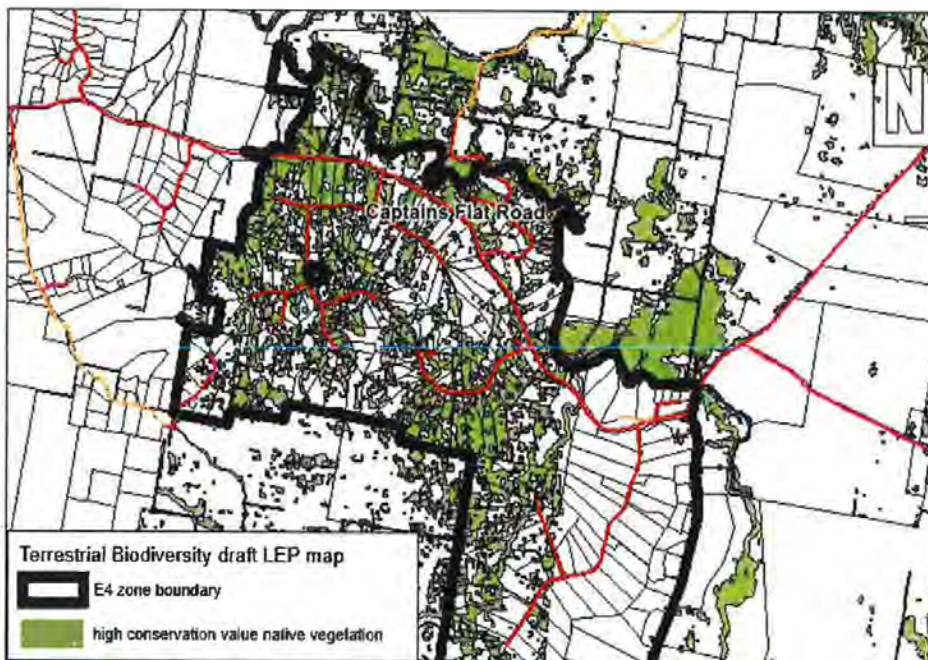 N
Captains Flat Road
Terrestrial Biodiversity draft LEP map
E4 zone boundary
high conservation value native vegetation